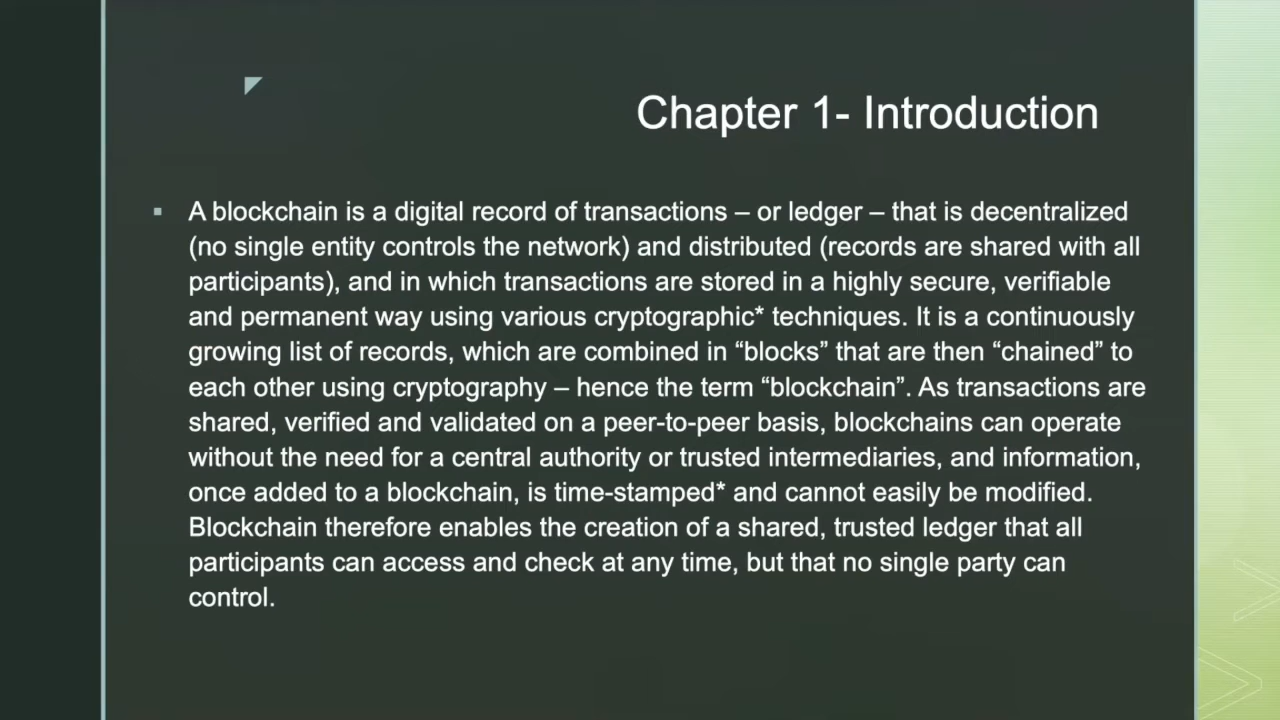 Chapter 1- Introduction
▪ A blockchain is a digital record of transactions – or ledger – that is decentralized
(no single entity controls the network) and distributed (records are shared with all
participants), and in which transactions are stored in a highly secure, verifiable
and permanent way using various cryptographic* techniques. It is a continuously
growing list of records, which are combined in “blocks” that are then “chained” to
each other using cryptography – hence the term “blockchain”. As transactions are
shared, verified and validated on a peer-to-peer basis, blockchains can operate
without the need for a central authority or trusted intermediaries, and information,
once added to a blockchain, is time-stamped* and cannot easily be modified.
Blockchain therefore enables the creation of a shared, trusted ledger that all
participants can access and check at any time, but that no single party can
control.